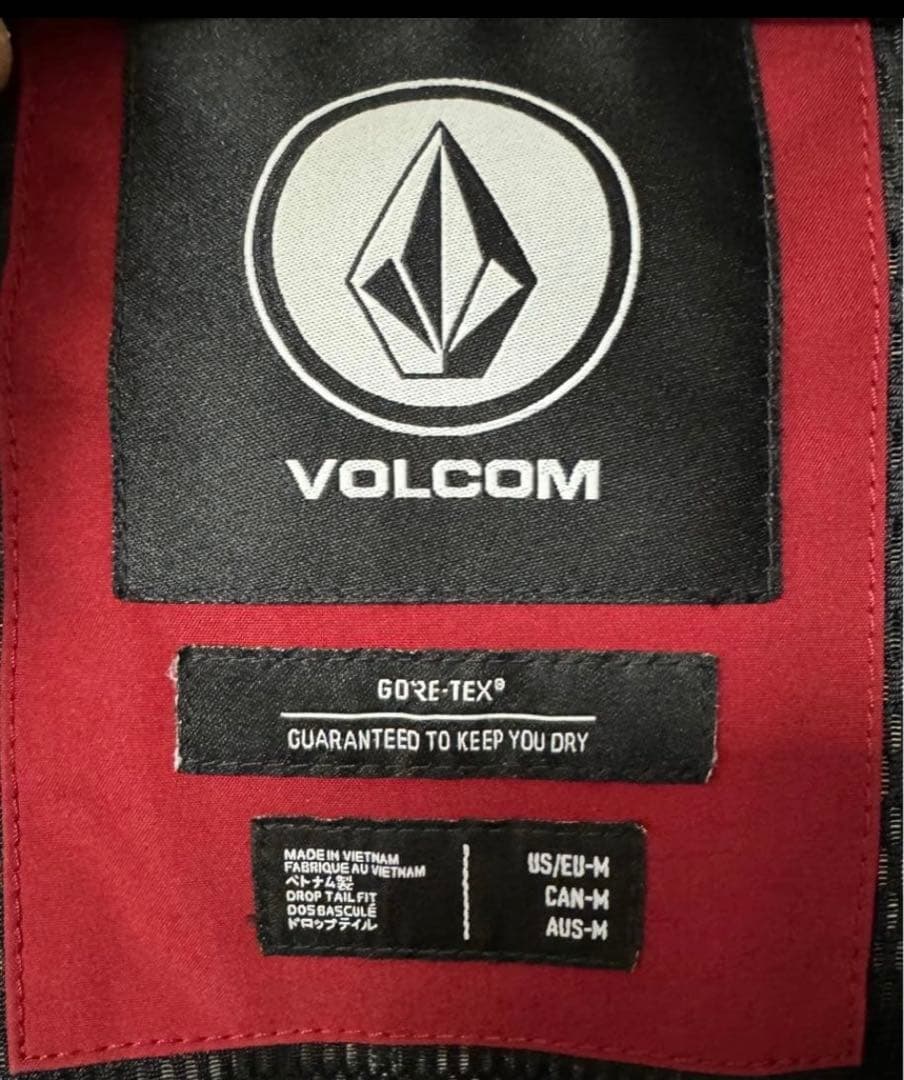 VOLCOM
GORE-TEX®
GUARANTEED TO KEEP YOU DRY
MADE IN VIETNAM
FABRIQUE AU VIETNAM
ベトナム製
DROP TAIL FIT
DOS BASCULÉ
ドロップテイル
US/EU-M
CAN-M
AUS-M